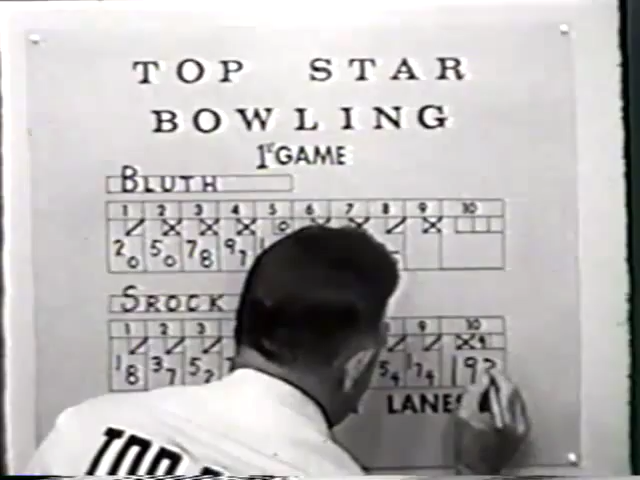 TOP STAR
BOWLING
1ST GAME
BLUTH
1 2 3 4 5 6 7 8 9 10
20 50 78 97
SROCK
1 2 3 9 10
18 37 52 54 174 193
LANES
TOP